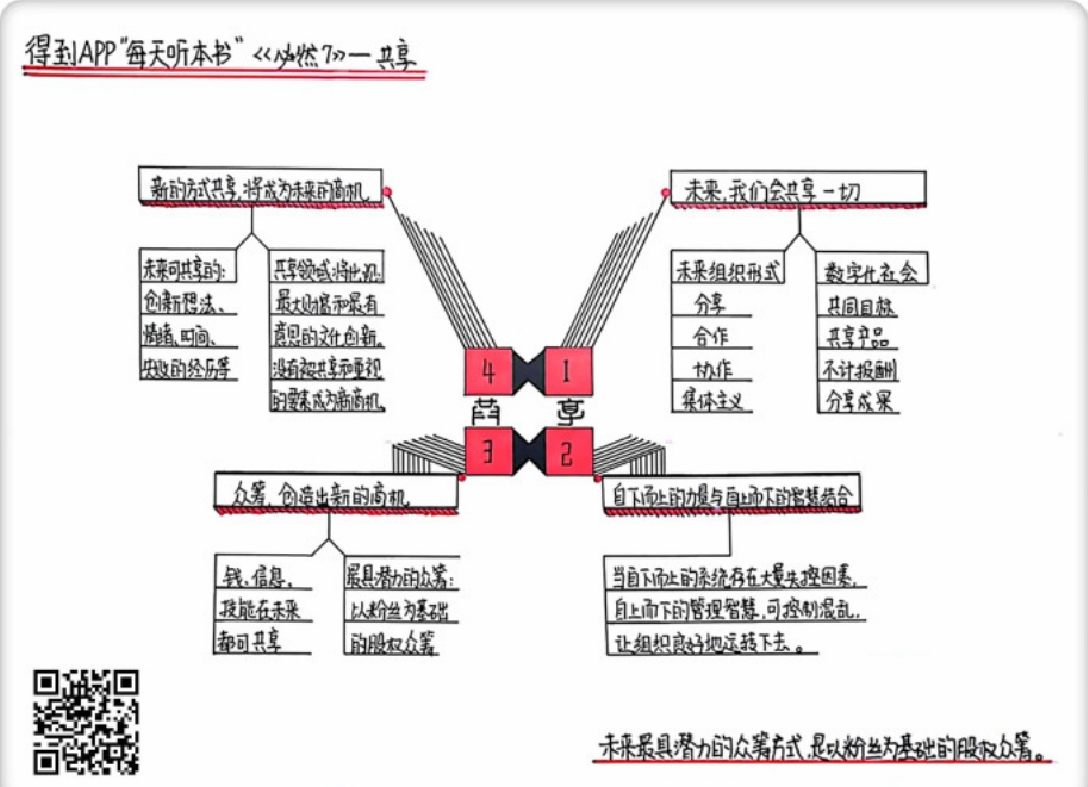 得到APP“每天听本书”《必然7》—共享
未来,我们会共享一切
未来组织形式
分享
合作
协作
集体主义
数字化社会
共同目标
共享产品
不计报酬
分享成果
1
2
自下而上的力量与自上而下的智慧结合
当自下而上的系统存在大量失控因素,
自上而下的管理智慧,可控制混乱,
让组织良好地运转下去。
3
众筹,创造出新的商机
钱、信息、
技能在未来
都可共享
最具潜力的众筹:
以粉丝为基础
的股权众筹
4
新的方式共享,将成为未来的商机
未来可共享的:
创新想法、
情绪、时间、
失败的经历等
共享领域将出现:
最大财富和最有
意思的文化创新,
没有被共享和重视
的要素成为新商机。
享
未来最具潜力的众筹方式,是以粉丝为基础的股权众筹。